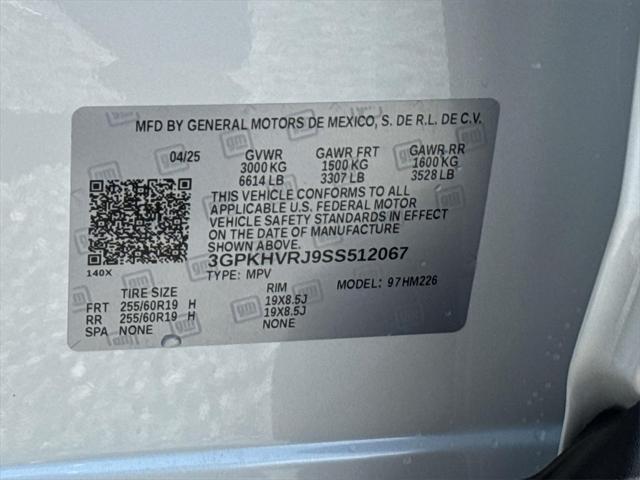 MFD BY GENERAL MOTORS DE MEXICO, S. DE R.L. DE C.V.
04/25 GVWR GAWR FRT GAWR RR
3000 KG 1500 KG 1600 KG
6614 LB 3307 LB 3528 LB
THIS VEHICLE CONFORMS TO ALL
APPLICABLE U.S. FEDERAL MOTOR
VEHICLE SAFETY STANDARDS IN EFFECT
ON THE DATE OF MANUFACTURE
SHOWN ABOVE.
3GPKHVRJ9SS512067
140X
TYPE: MPV MODEL: 97HM226
TIRE SIZE RIM
FRT 255/60R19 H 19X8.5J
RR 255/60R19 H 19X8.5J
SPA NONE NONE